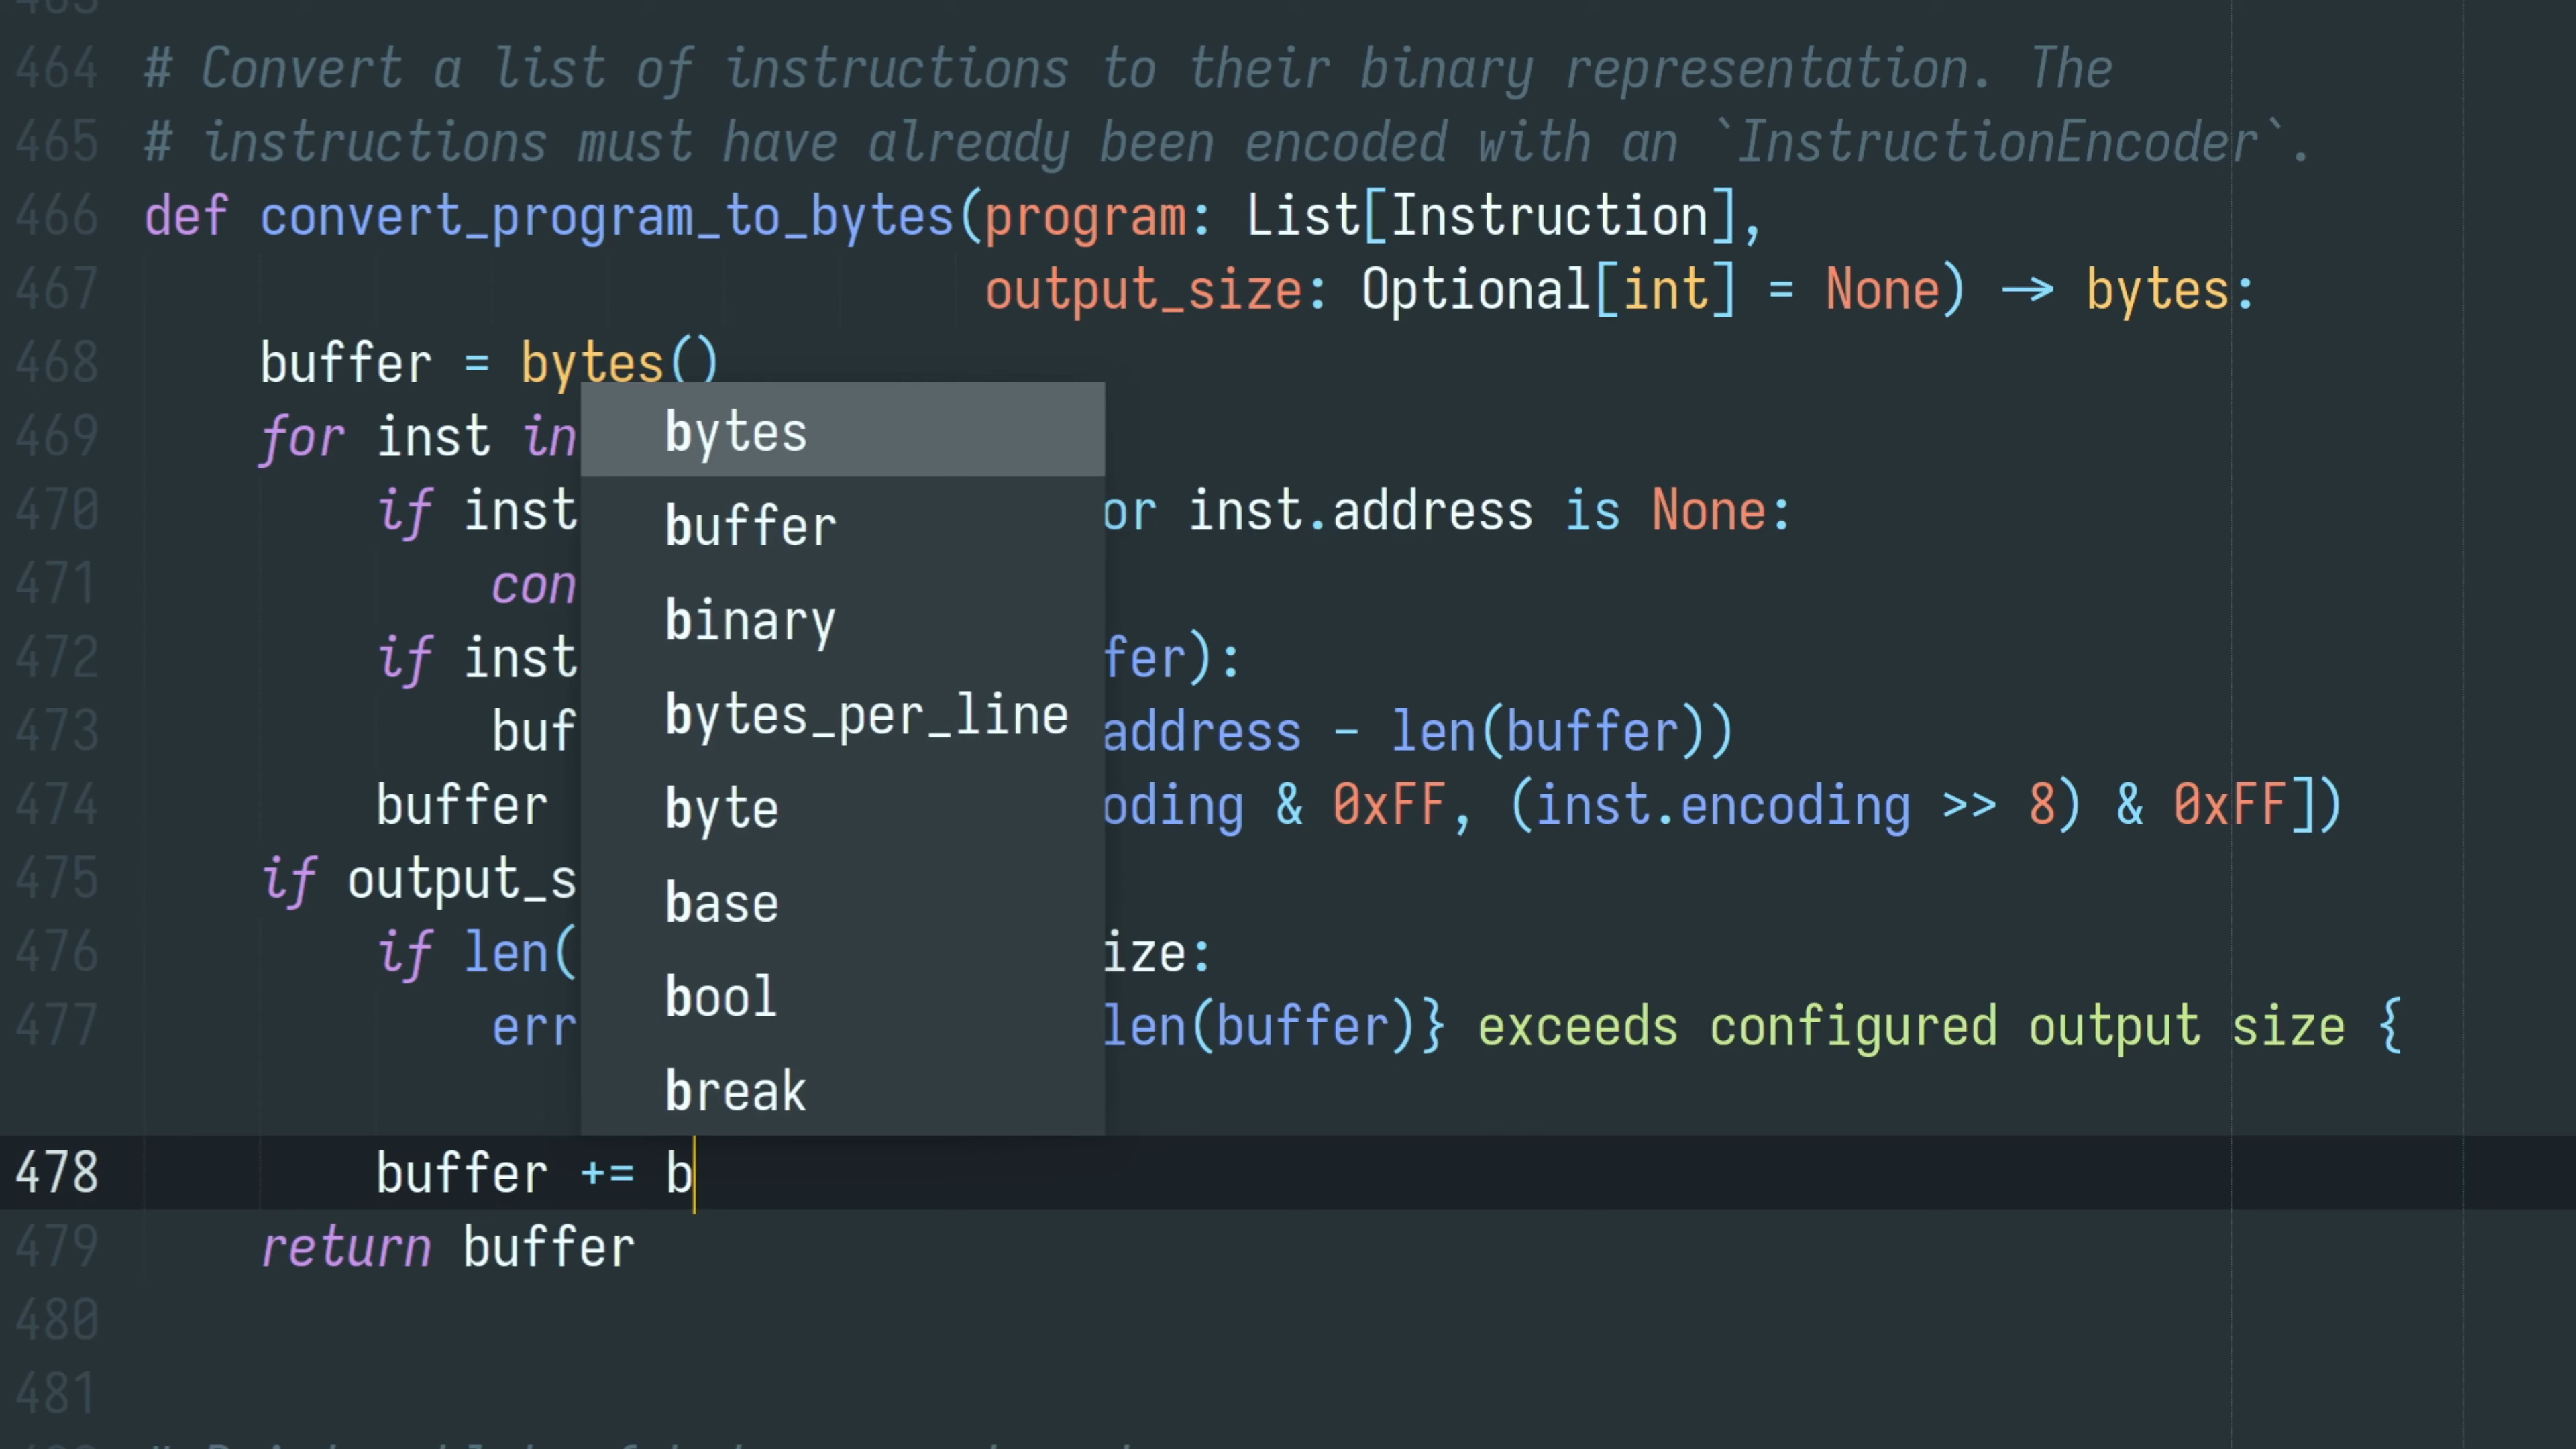 464 # Convert a list of instructions to their binary representation. The
465 # instructions must have already been encoded with an `InstructionEncoder`.
466 def convert_program_to_bytes(program: List[Instruction],
467 output_size: Optional[int] = None) -> bytes:
468 buffer = bytes()
469 for inst in
470 if inst or inst.address is None:
471 con
472 if inst fer):
473 buf address - len(buffer))
474 buffer oding & 0xFF, (inst.encoding >> 8) & 0xFF])
475 if output_s
476 if len( ize:
477 err len(buffer)} exceeds configured output size {
bytes
buffer
binary
bytes_per_line
byte
base
bool
break
478 buffer += b
479 return buffer
480
481